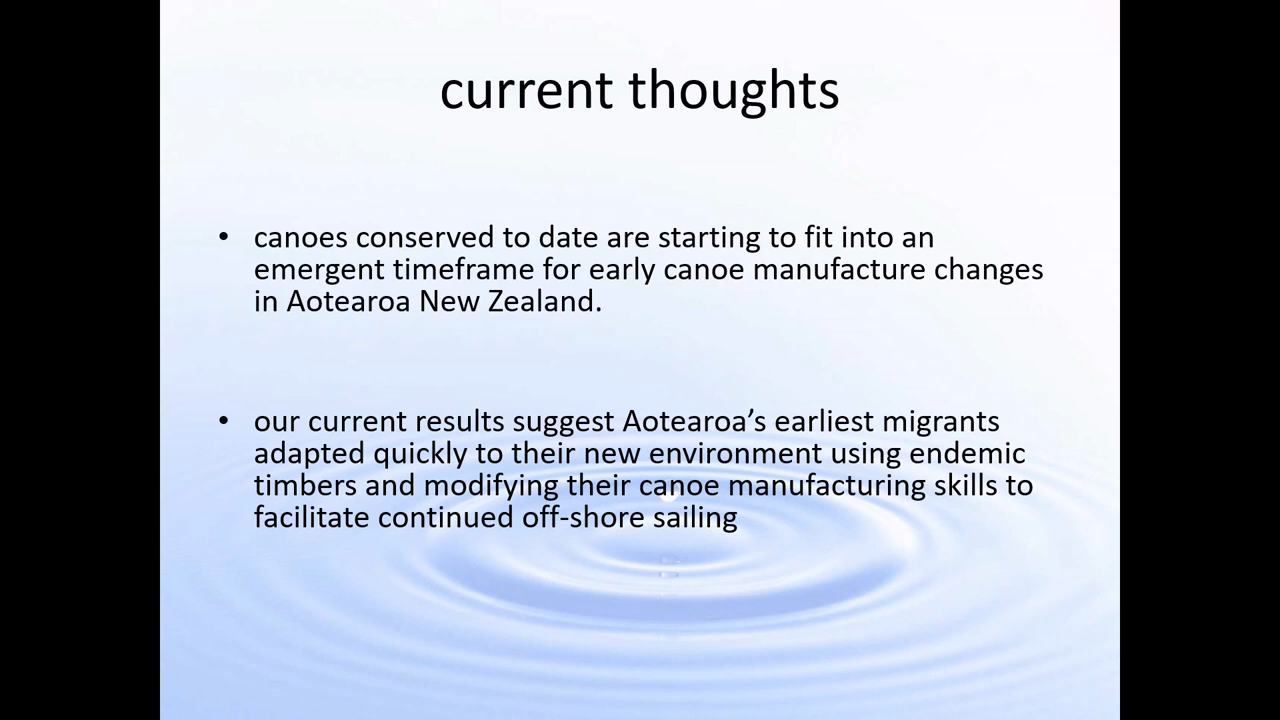 current thoughts
• canoes conserved to date are starting to fit into an
emergent timeframe for early canoe manufacture changes
in Aotearoa New Zealand.
• our current results suggest Aotearoa’s earliest migrants
adapted quickly to their new environment using endemic
timbers and modifying their canoe manufacturing skills to
facilitate continued off-shore sailing